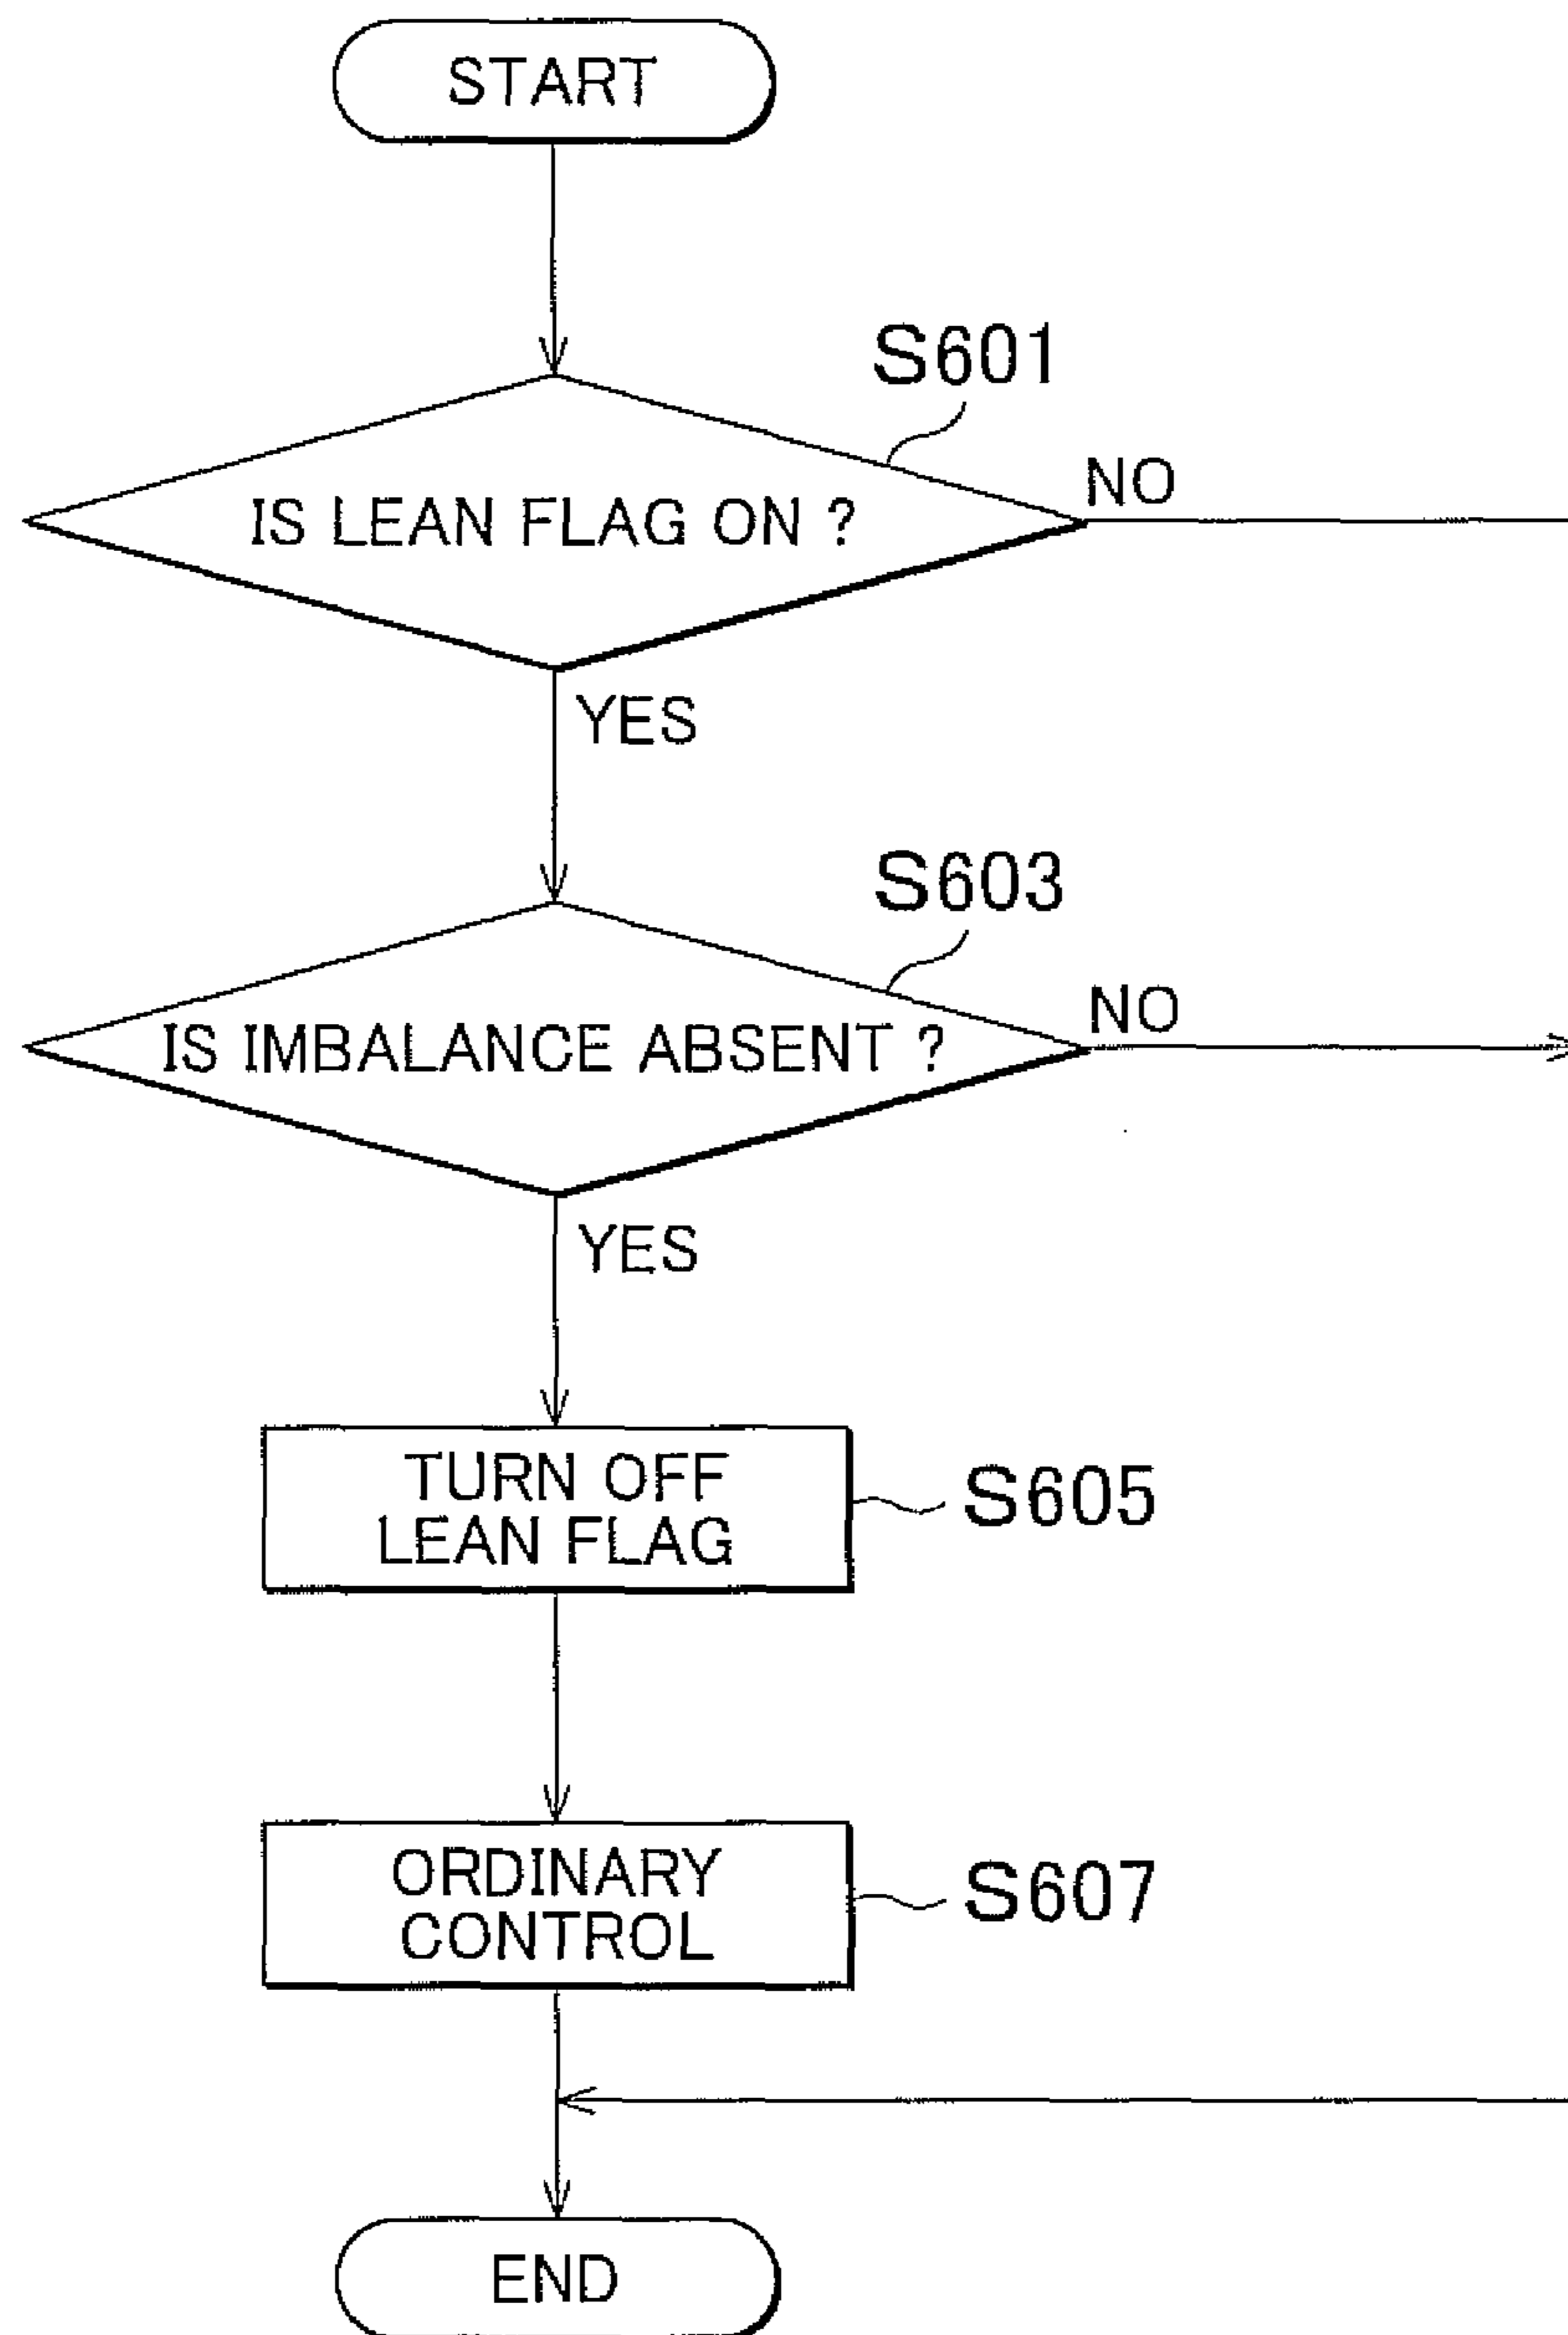 START
S601
IS LEAN FLAG ON ?
NO
YES
S603
IS IMBALANCE ABSENT ?
NO
YES
TURN OFF
LEAN FLAG
S605
ORDINARY
CONTROL
S607
END